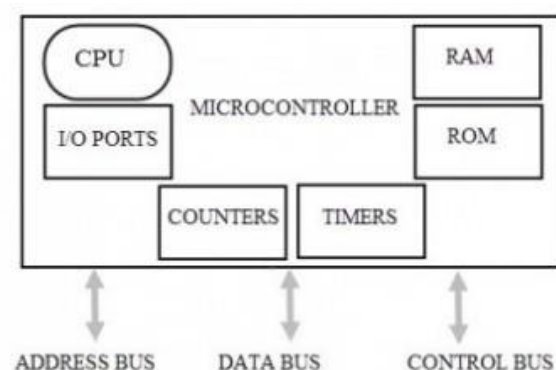 CPU
RAM
MICROCONTROLLER
I/O PORTS
ROM
COUNTERS
TIMERS
ADDRESS BUS
DATA BUS
CONTROL BUS